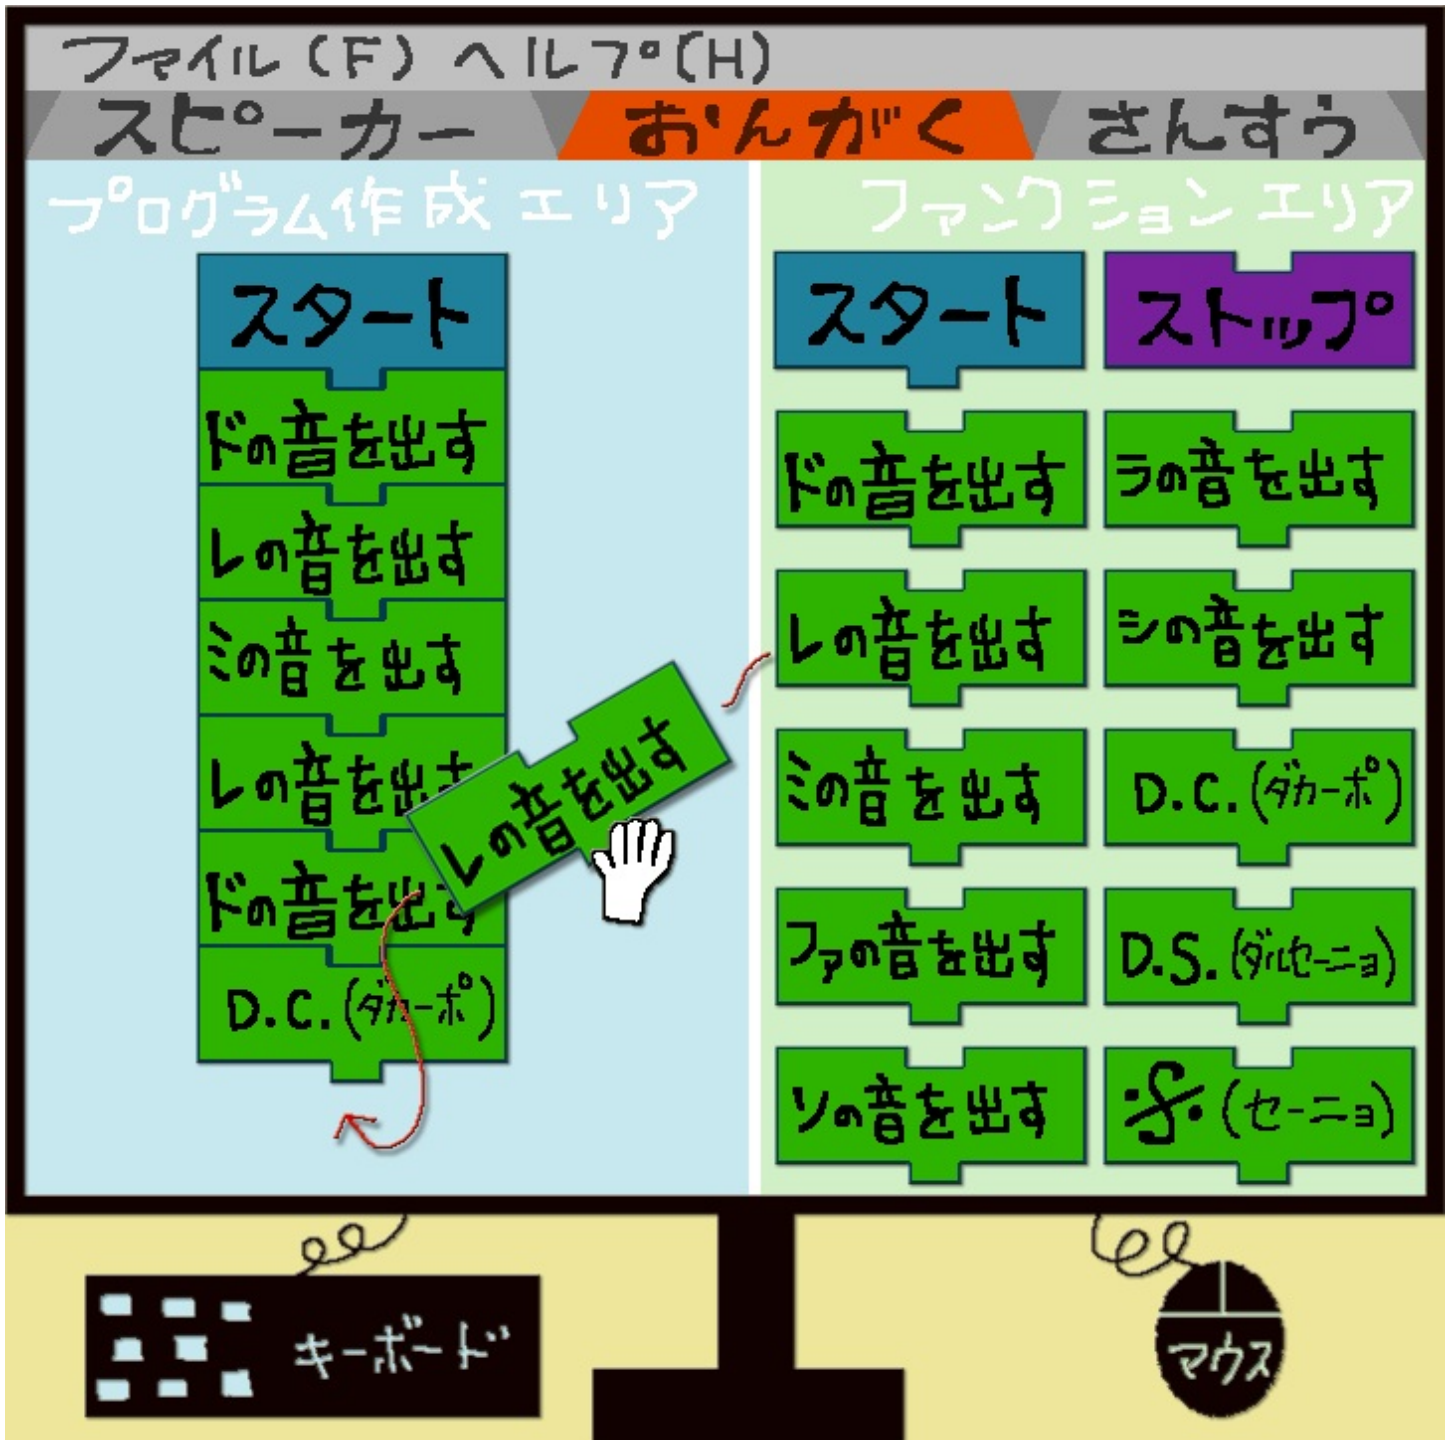 ファイル(F) ヘルプ(H)
スピーカー おんがく さんすう
プログラム作成エリア
スタート
ドの音を出す
レの音を出す
ミの音を出す
レの音を出す
ドの音を出す
D.C.(ダカーポ)
レの音を出す
ファンクションエリア
スタート
ドの音を出す
レの音を出す
ミの音を出す
ファの音を出す
ソの音を出す
ストップ
ラの音を出す
シの音を出す
D.C.(ダカーポ)
D.S.(ダルセーニョ)
𝄋(セーニョ)
キーボード
マウス